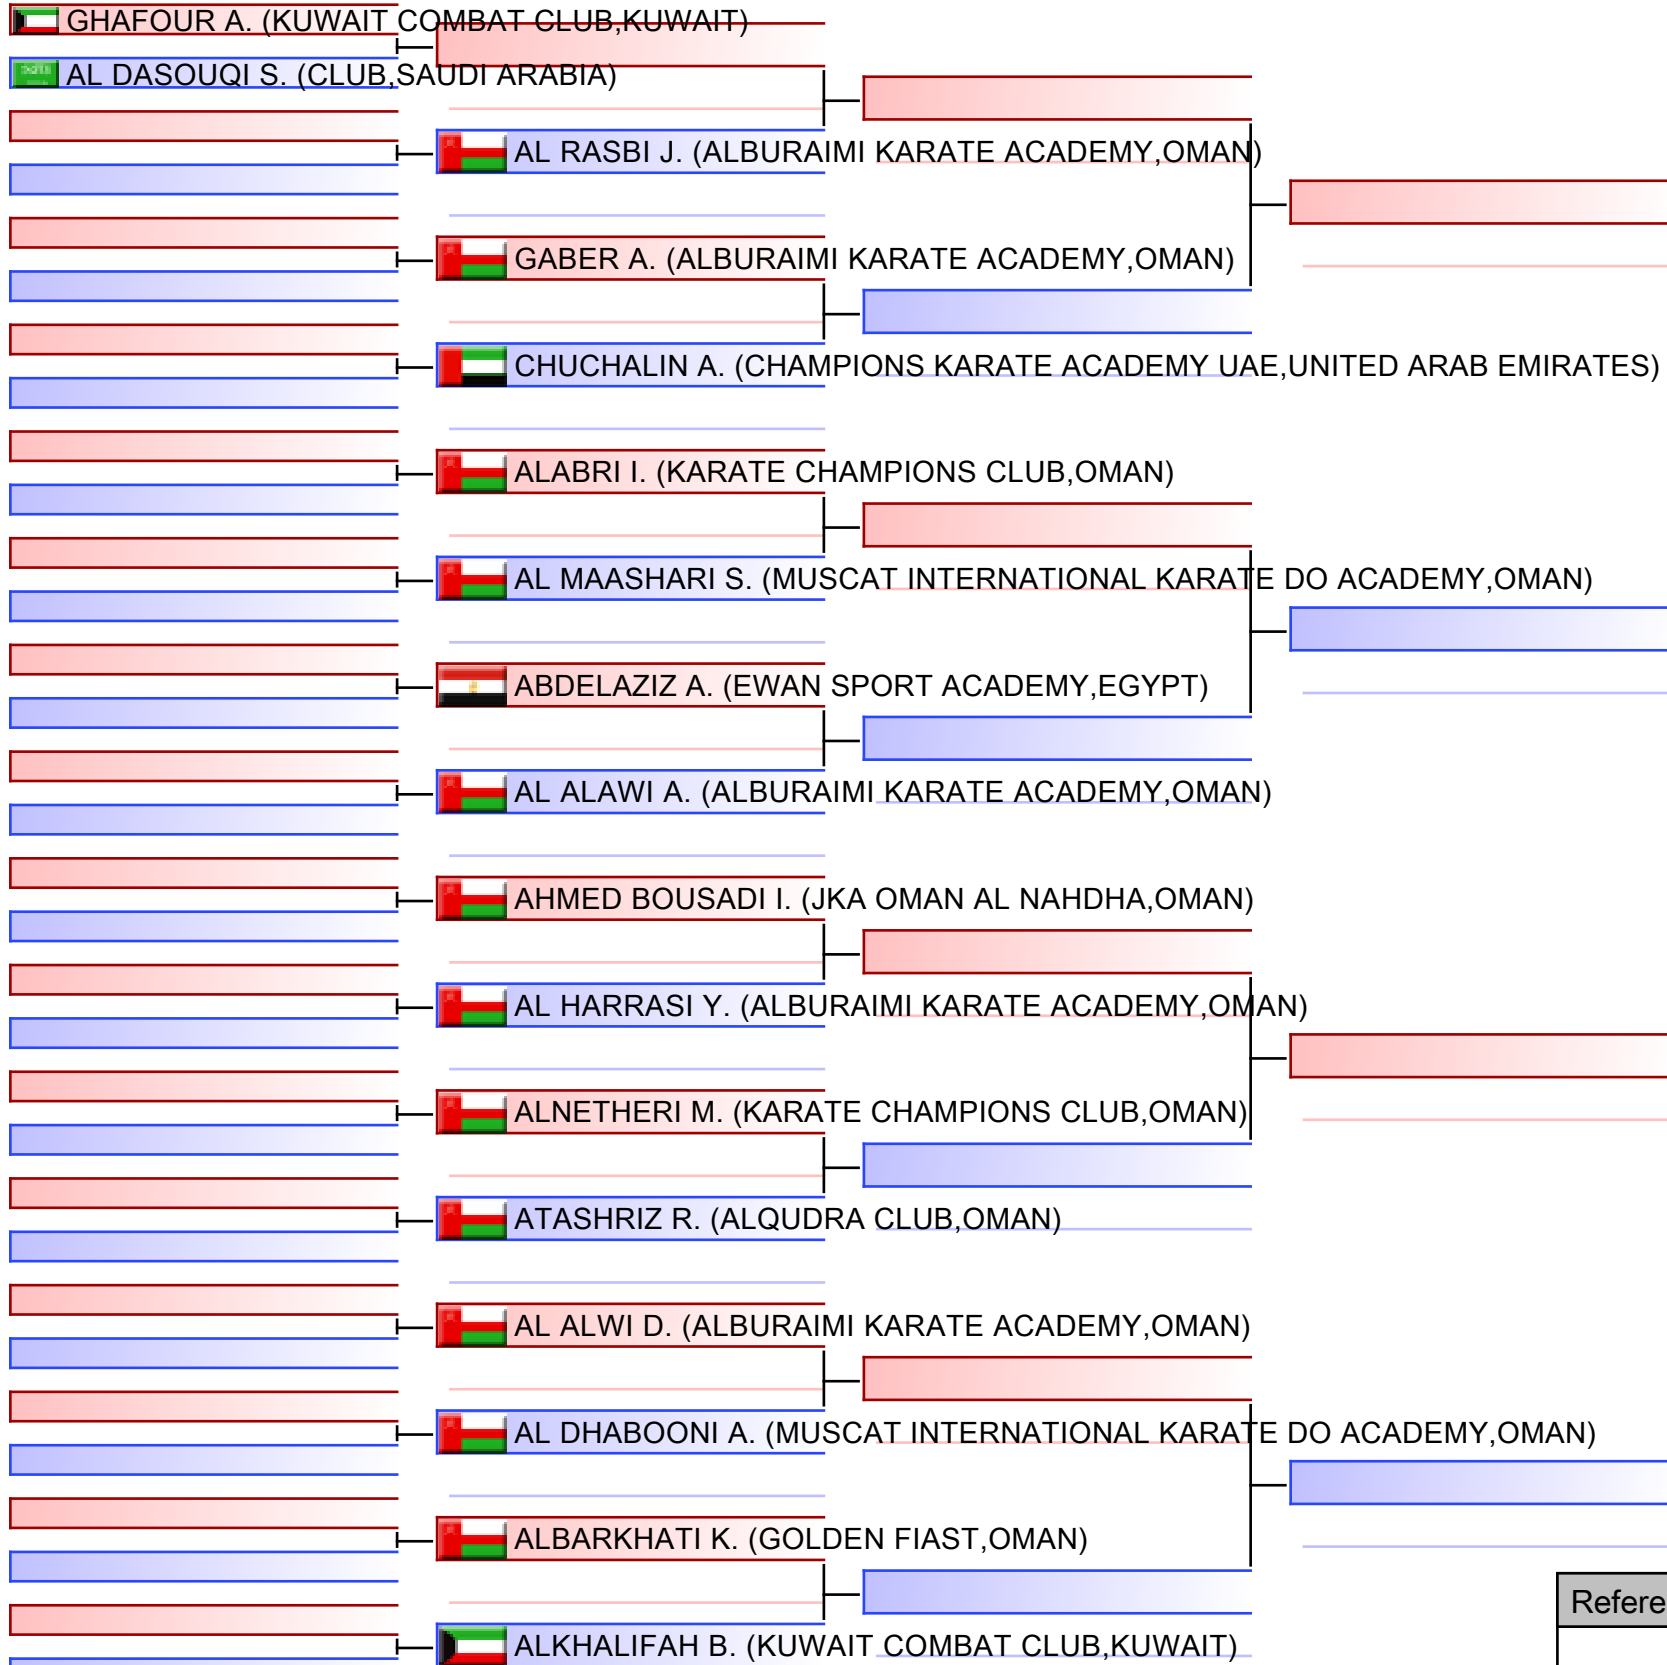 GHAFOUR A. (KUWAIT COMBAT CLUB,KUWAIT)
AL DASOUQI S. (CLUB,SAUDI ARABIA)
AL RASBI J. (ALBURAIMI KARATE ACADEMY,OMAN)
GABER A. (ALBURAIMI KARATE ACADEMY,OMAN)
CHUCHALIN A. (CHAMPIONS KARATE ACADEMY UAE,UNITED ARAB EMIRATES)
ALABRI I. (KARATE CHAMPIONS CLUB,OMAN)
AL MAASHARI S. (MUSCAT INTERNATIONAL KARATE DO ACADEMY,OMAN)
ABDELAZIZ A. (EWAN SPORT ACADEMY,EGYPT)
AL ALAWI A. (ALBURAIMI KARATE ACADEMY,OMAN)
AHMED BOUSADI I. (JKA OMAN AL NAHDHA,OMAN)
AL HARRASI Y. (ALBURAIMI KARATE ACADEMY,OMAN)
ALNETHERI M. (KARATE CHAMPIONS CLUB,OMAN)
ATASHRIZ R. (ALQUDRA CLUB,OMAN)
AL ALWI D. (ALBURAIMI KARATE ACADEMY,OMAN)
AL DHABOONI A. (MUSCAT INTERNATIONAL KARATE DO ACADEMY,OMAN)
ALBARKHATI K. (GOLDEN FIAST,OMAN)
Refere
ALKHALIFAH B. (KUWAIT COMBAT CLUB,KUWAIT)